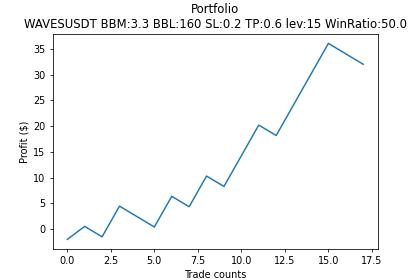 Portfolio
WAVESUSDT BBM:3.3 BBL:160 SL:0.2 TP:0.6 lev:15 WinRatio:50.0
35
30
25
20
15
10
5
0
Profit ($)
0.0 2.5 5.0 7.5 10.0 12.5 15.0 17.5
Trade counts